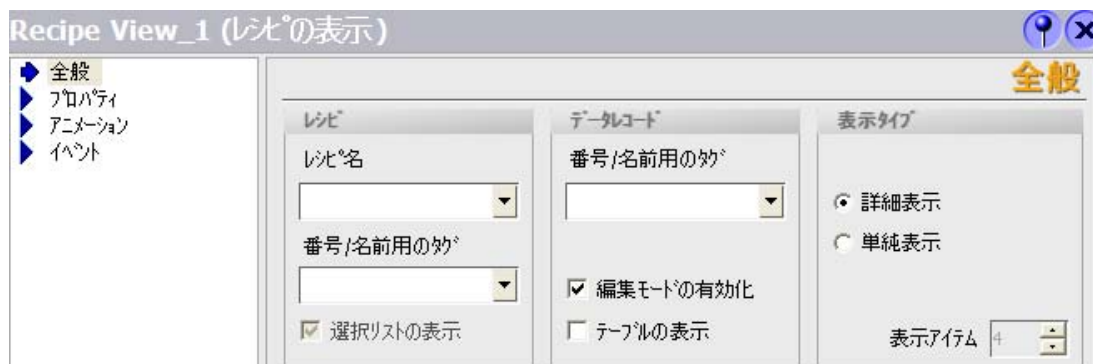 Recipe View_1 (ﾚｼﾋﾟの表示)
全般
ﾌﾟﾛﾊﾟﾃｨ
ｱﾆﾒｰｼｮﾝ
ｲﾍﾞﾝﾄ
全般
ﾚｼﾋﾟ
ﾚｼﾋﾟ名
番号/名前用のﾀｸﾞ
選択ﾘｽﾄの表示
ﾃﾞｰﾀﾚｺｰﾄﾞ
番号/名前用のﾀｸﾞ
編集ﾓｰﾄﾞの有効化
ﾃｰﾌﾞﾙの表示
表示ﾀｲﾌﾟ
詳細表示
単純表示
表示ｱｲﾃﾑ 4